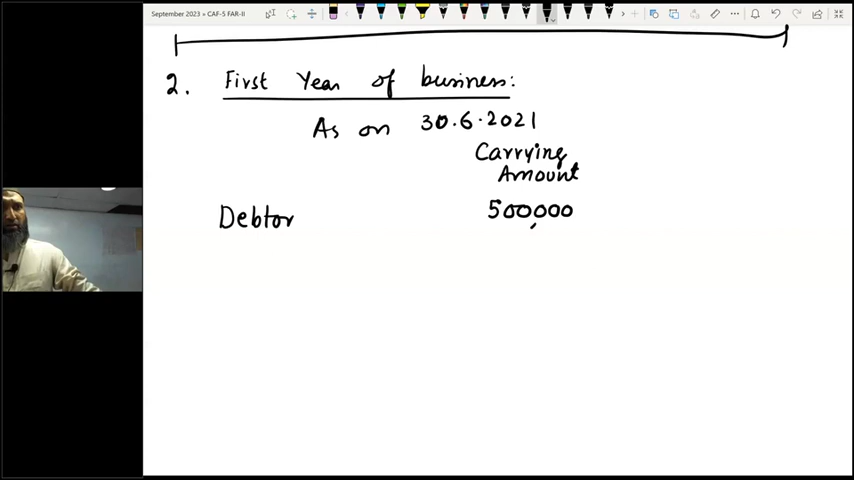 September 2023 » CAF-5 FAR-II
2. First Year of business:
As on 30.6.2021
Carrying
Amount
Debtor 500,000